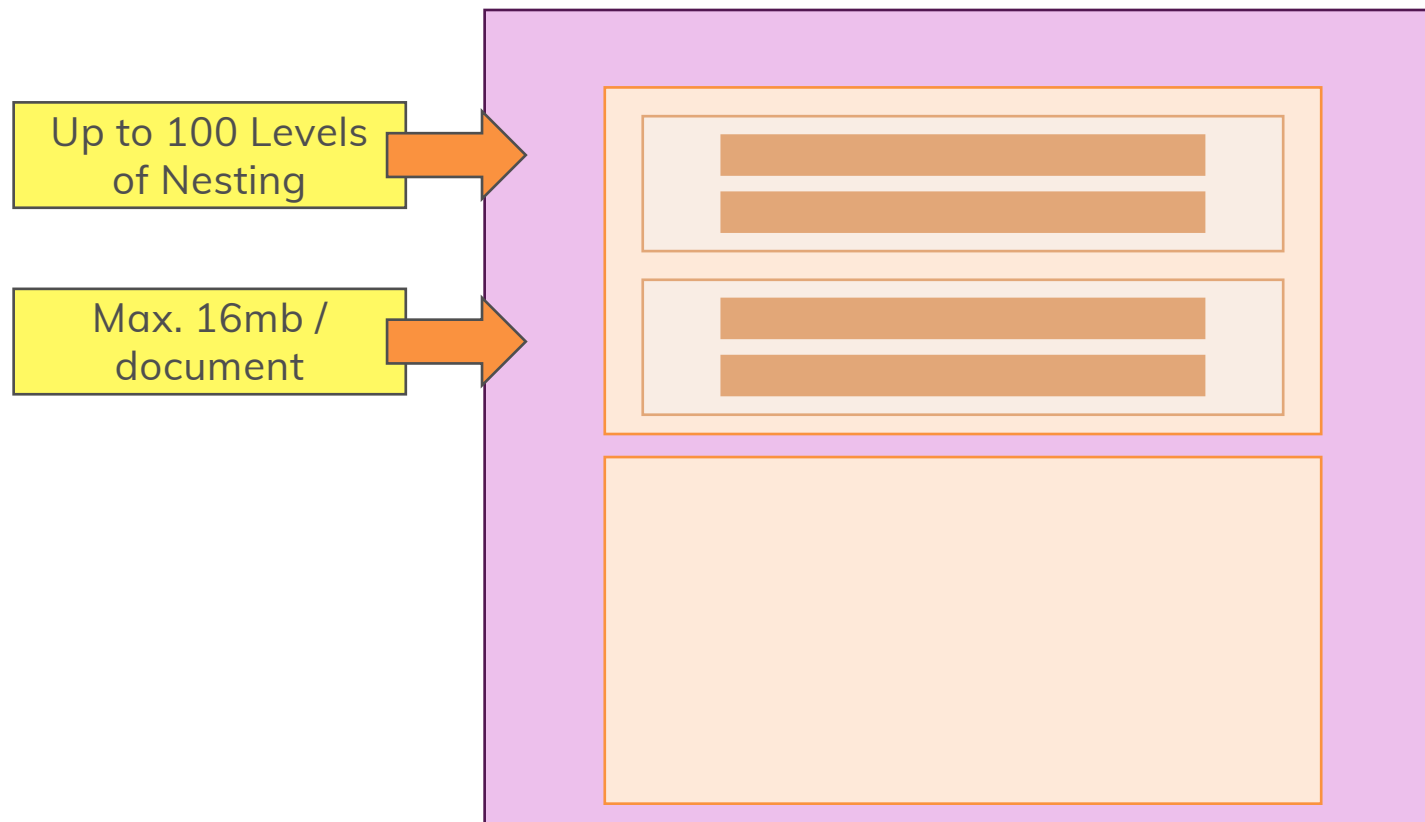 Up to 100 Levels
of Nesting
Max. 16mb /
document